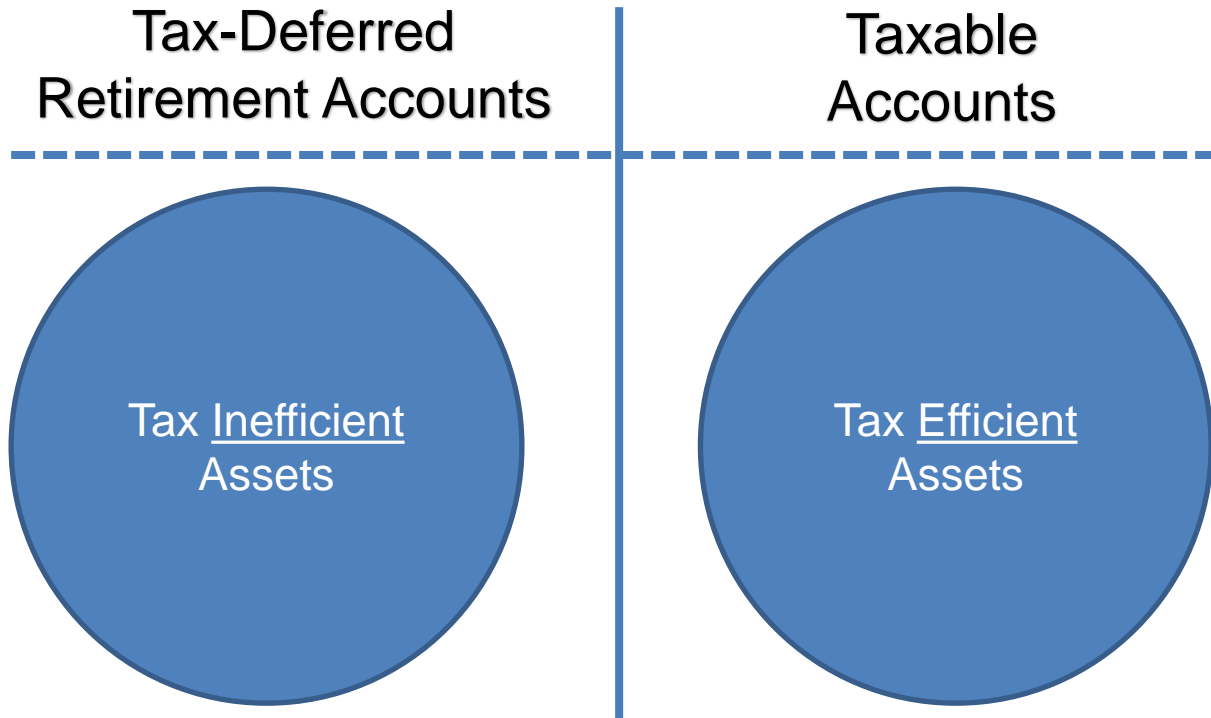 Tax-Deferred
Retirement Accounts
Taxable
Accounts
Tax Inefficient
Assets
Tax Efficient
Assets